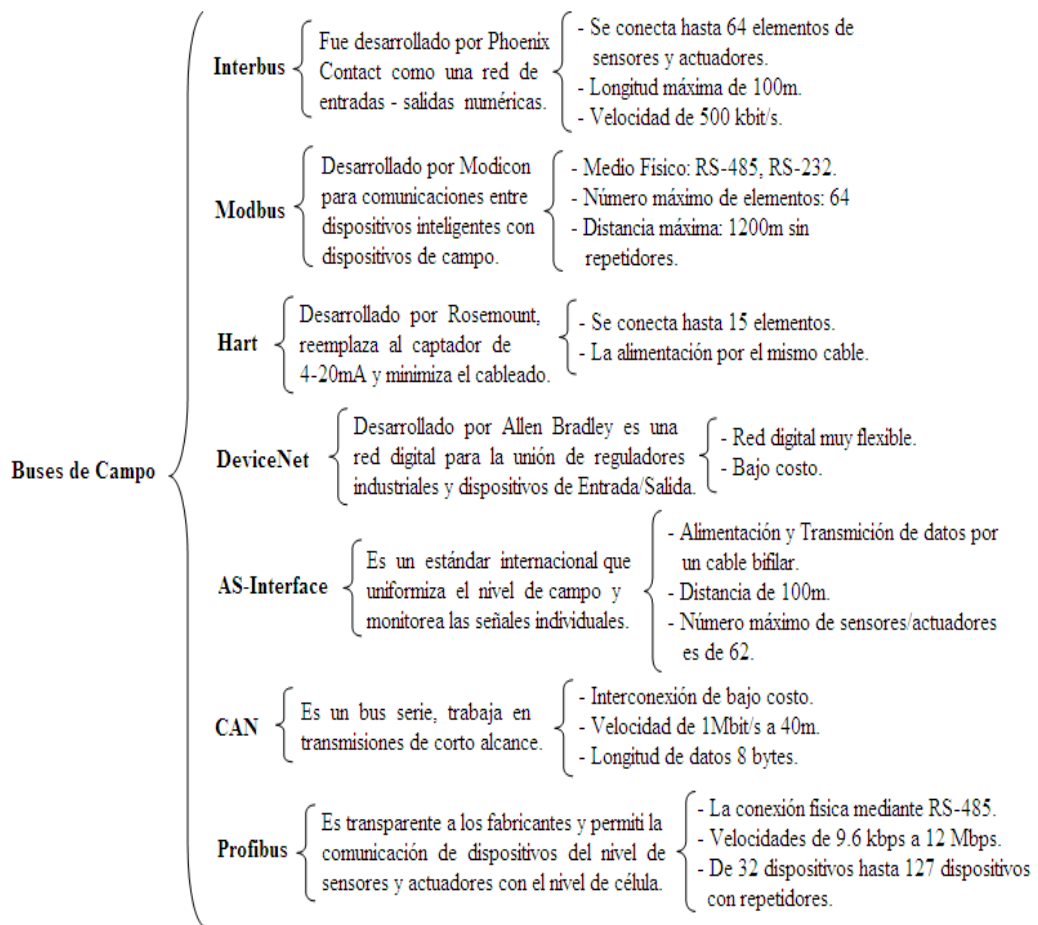 Buses de Campo
Interbus
Fue desarrollado por Phoenix
Contact como una red de
entradas - salidas numéricas.
- Se conecta hasta 64 elementos de
sensores y actuadores.
- Longitud máxima de 100m.
- Velocidad de 500 kbit/s.
Modbus
Desarrollado por Modicon
para comunicaciones entre
dispositivos inteligentes con
dispositivos de campo.
- Medio Físico: RS-485, RS-232.
- Número máximo de elementos: 64
- Distancia máxima: 1200m sin
repetidores.
Hart
Desarrollado por Rosemount,
reemplaza al captador de
4-20mA y minimiza el cableado.
- Se conecta hasta 15 elementos.
- La alimentación por el mismo cable.
DeviceNet
Desarrollado por Allen Bradley es una
red digital para la unión de reguladores
industriales y dispositivos de Entrada/Salida.
- Red digital muy flexible.
- Bajo costo.
AS-Interface
Es un estándar internacional que
uniformiza el nivel de campo y
monitorea las señales individuales.
- Alimentación y Transmición de datos por
un cable bifilar.
- Distancia de 100m.
- Número máximo de sensores/actuadores
es de 62.
CAN
Es un bus serie, trabaja en
transmisiones de corto alcance.
- Interconexión de bajo costo.
- Velocidad de 1Mbit/s a 40m.
- Longitud de datos 8 bytes.
Profibus
Es transparente a los fabricantes y permiti la
comunicación de dispositivos del nivel de
sensores y actuadores con el nivel de célula.
- La conexión física mediante RS-485.
- Velocidades de 9.6 kbps a 12 Mbps.
- De 32 dispositivos hasta 127 dispositivos
con repetidores.